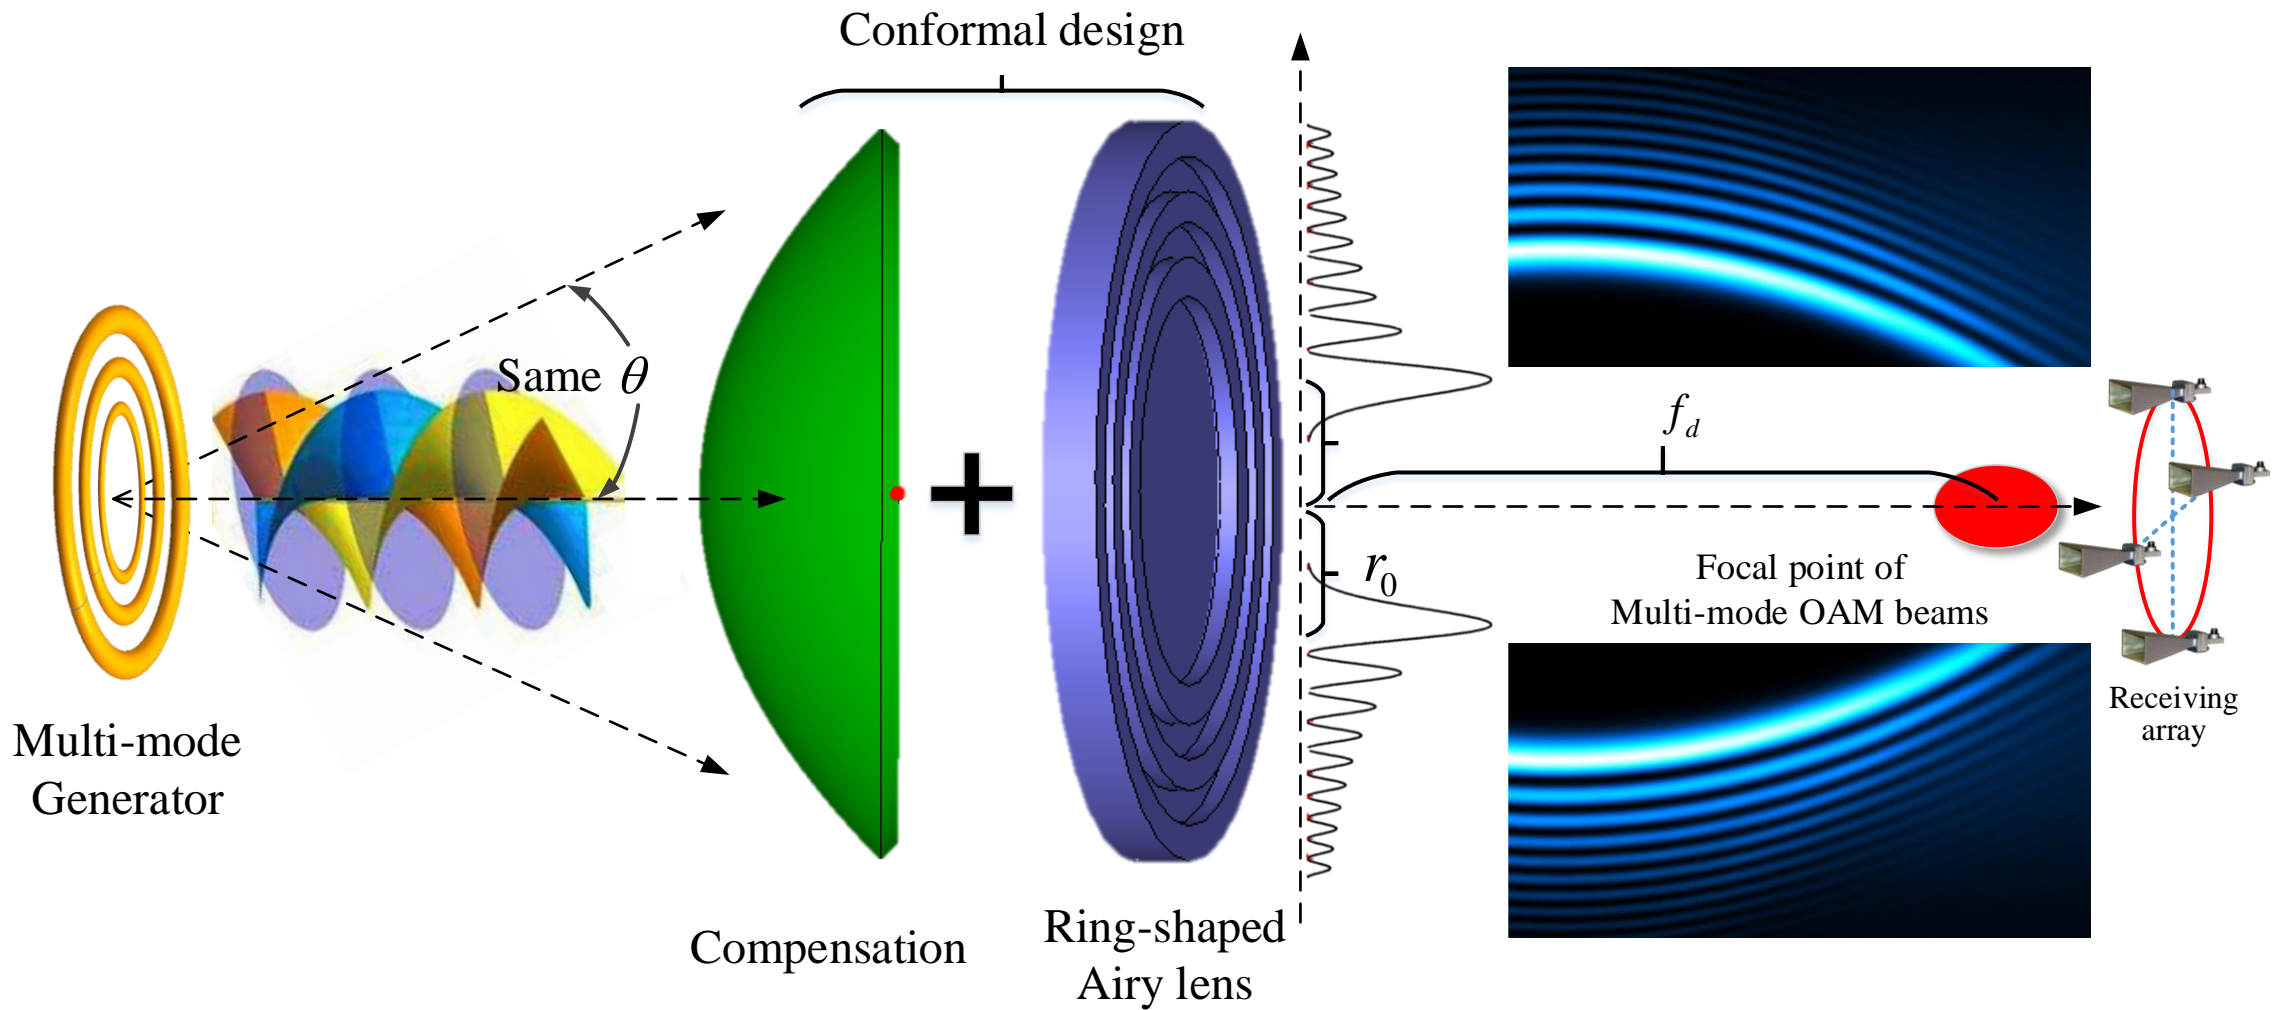 Conformal design
Same θ
f_d
r_0
Focal point of
Multi-mode OAM beams
Receiving
array
Multi-mode
Generator
Compensation
Ring-shaped
Airy lens